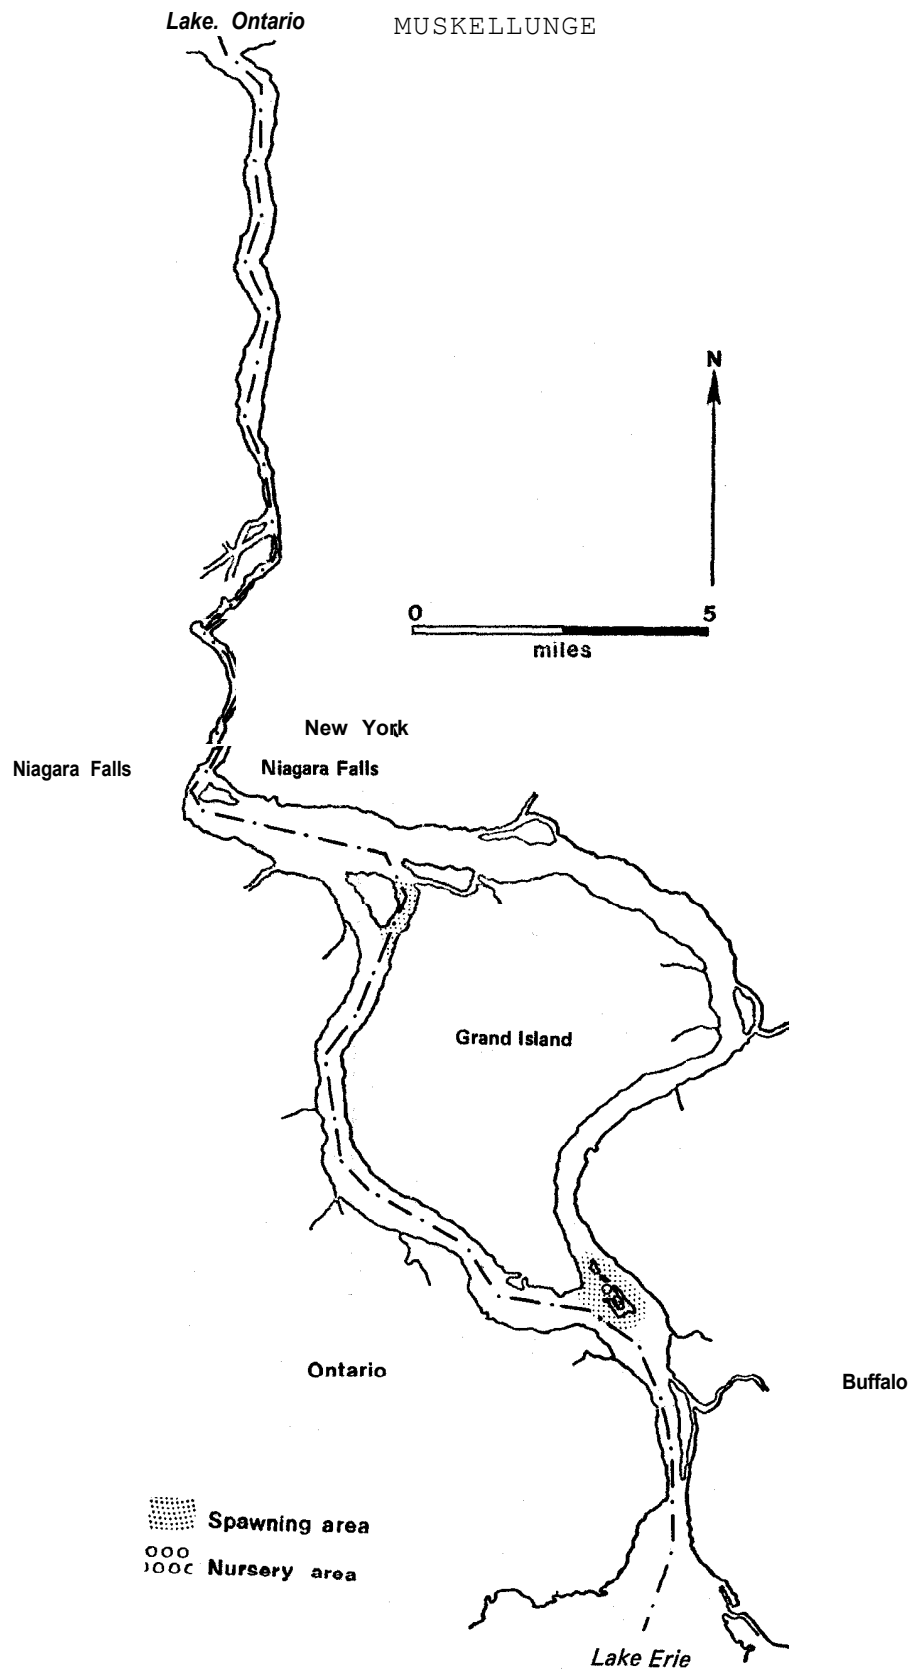 Lake. Ontario
MUSKELLUNGE
N
0 5
miles
New York
Niagara Falls
Niagara Falls
Grand Island
Ontario
Buffalo
Spawning area
Nursery area
Lake Erie